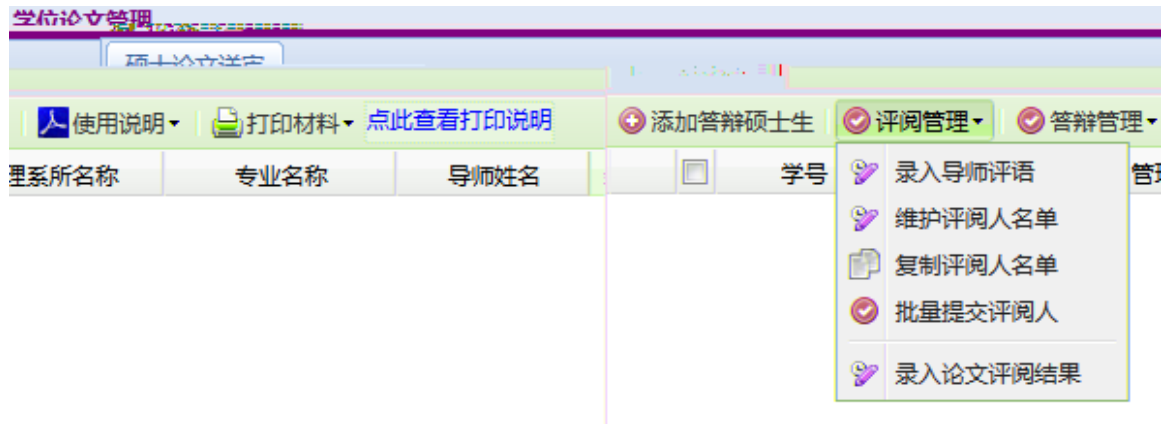 学位论文管理
硕士论文送审
使用说明 打印材料 点此查看打印说明 添加答辩硕士生 评阅管理 答辩管理
理系所名称 专业名称 导师姓名 学号
录入导师评语
维护评阅人名单
复制评阅人名单
批量提交评阅人
录入论文评阅结果